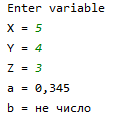 Enter variable
X = 5
Y = 4
Z = 3
a = 0,345
b = не число